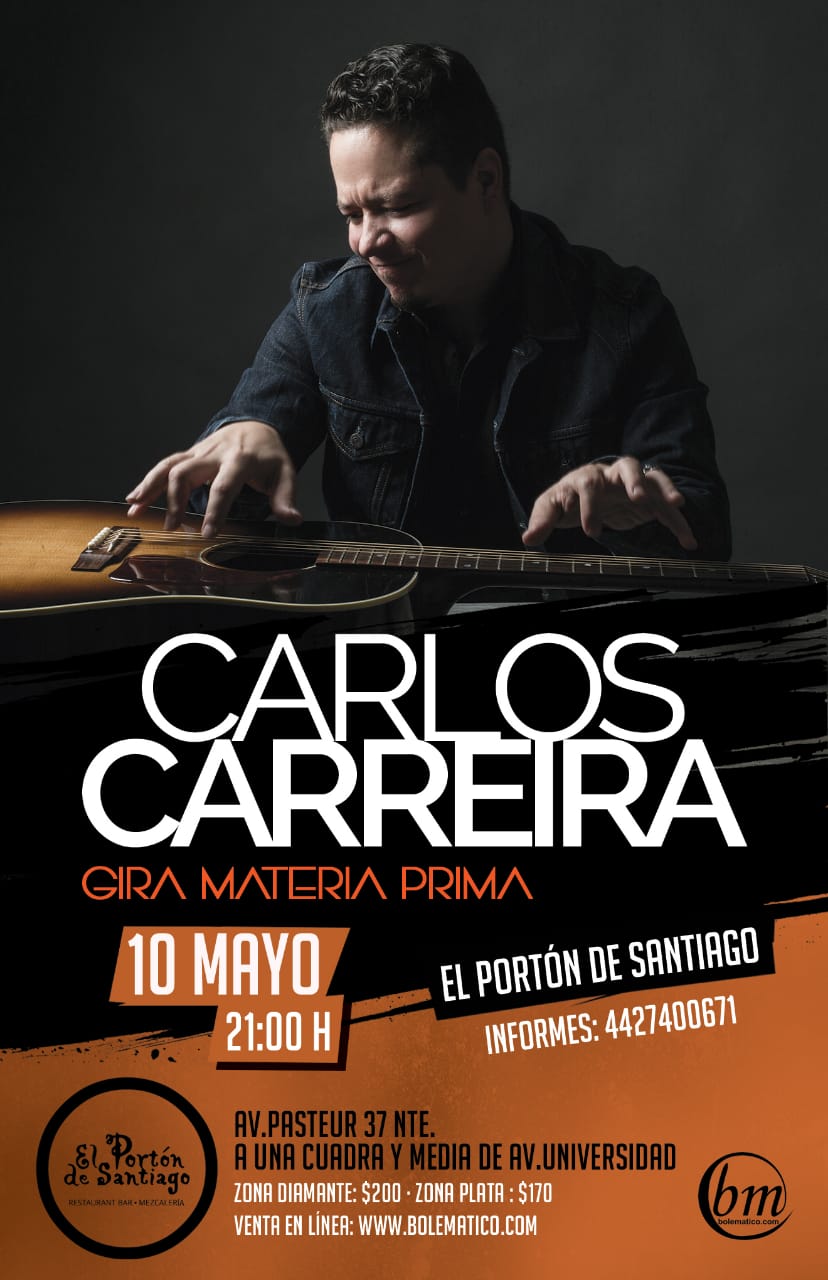 CARLOS
CARREIRA
GIRA MATERIA PRIMA
10 MAYO
21:00 H
EL PORTÓN DE SANTIAGO
INFORMES: 4427400671
El Portón
de Santiago
RESTAURANT BAR • MEZCALERÍA
AV.PASTEUR 37 NTE.
A UNA CUADRA Y MEDIA DE AV.UNIVERSIDAD
ZONA DIAMANTE: $200 · ZONA PLATA : $170
VENTA EN LÍNEA: WWW.BOLEMATICO.COM
bm
bolematico.com